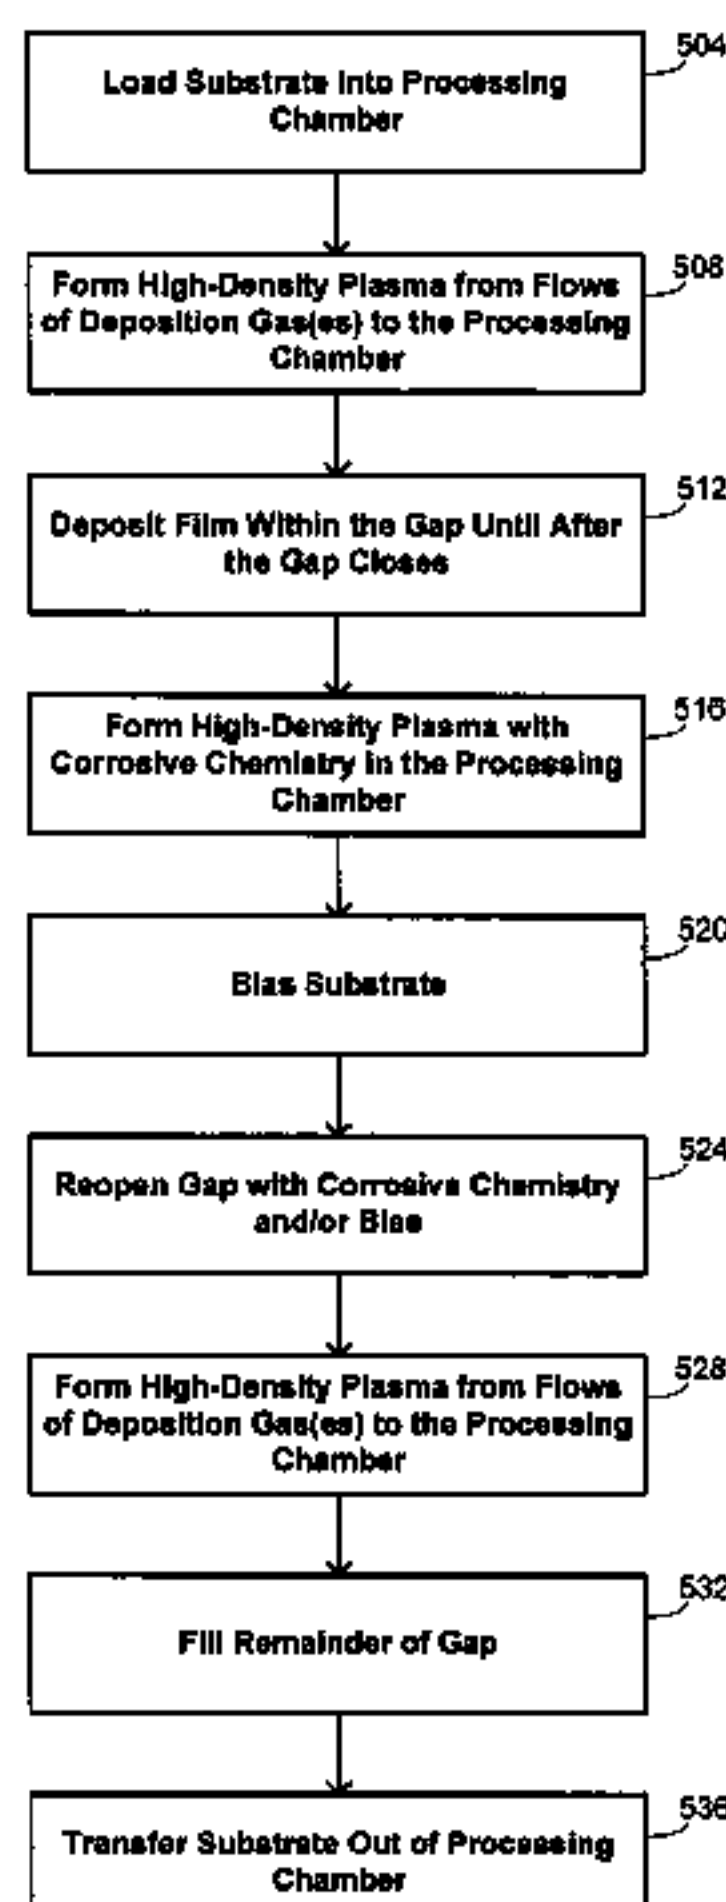 504
Load Substrate into Processing
Chamber
508
Form High-Density Plasma from Flows
of Deposition Gas(es) to the Processing
Chamber
512
Deposit Film Within the Gap Until After
the Gap Closes
516
Form High-Density Plasma with
Corrosive Chemistry in the Processing
Chamber
520
Bias Substrate
524
Reopen Gap with Corrosive Chemistry
and/or Bias
528
Form High-Density Plasma from Flows
of Deposition Gas(es) to the Processing
Chamber
532
Fill Remainder of Gap
536
Transfer Substrate Out of Processing
Chamber